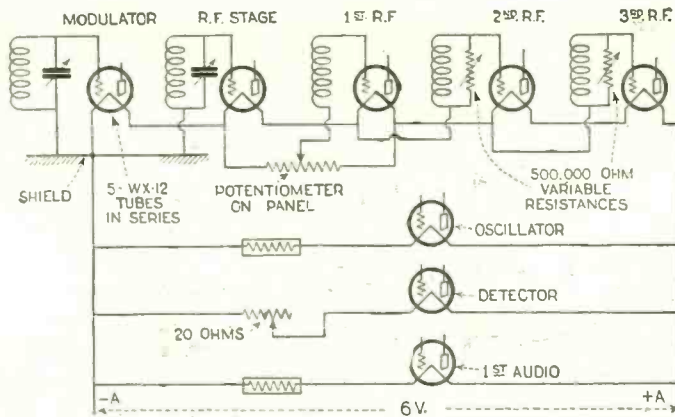 MODULATOR
R.F. STAGE
1ST R.F.
2ND R.F.
3RD R.F.
SHIELD
5-WX-12
TUBES
IN SERIES
POTENTIOMETER
ON PANEL
500,000 OHM
VARIABLE
RESISTANCES
OSCILLATOR
DETECTOR
20 OHMS
1ST AUDIO
-A
6 V.
+A